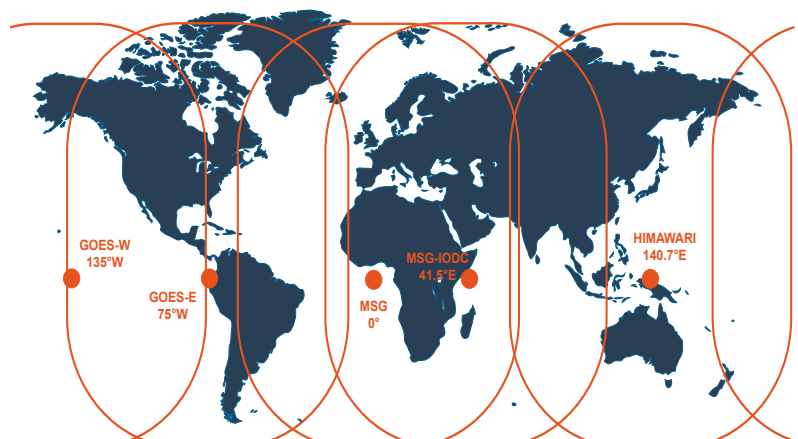 GOES-W
135°W
GOES-E
75°W
MSG
0°
MSG-IODC
41.5°E
HIMAWARI
140.7°E